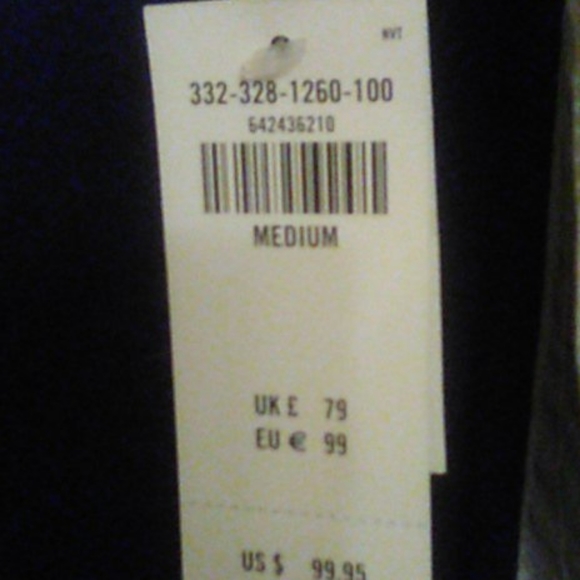 NVT
332-328-1260-100
642436210
MEDIUM
UK £ 79
EU € 99
US $ 99.95